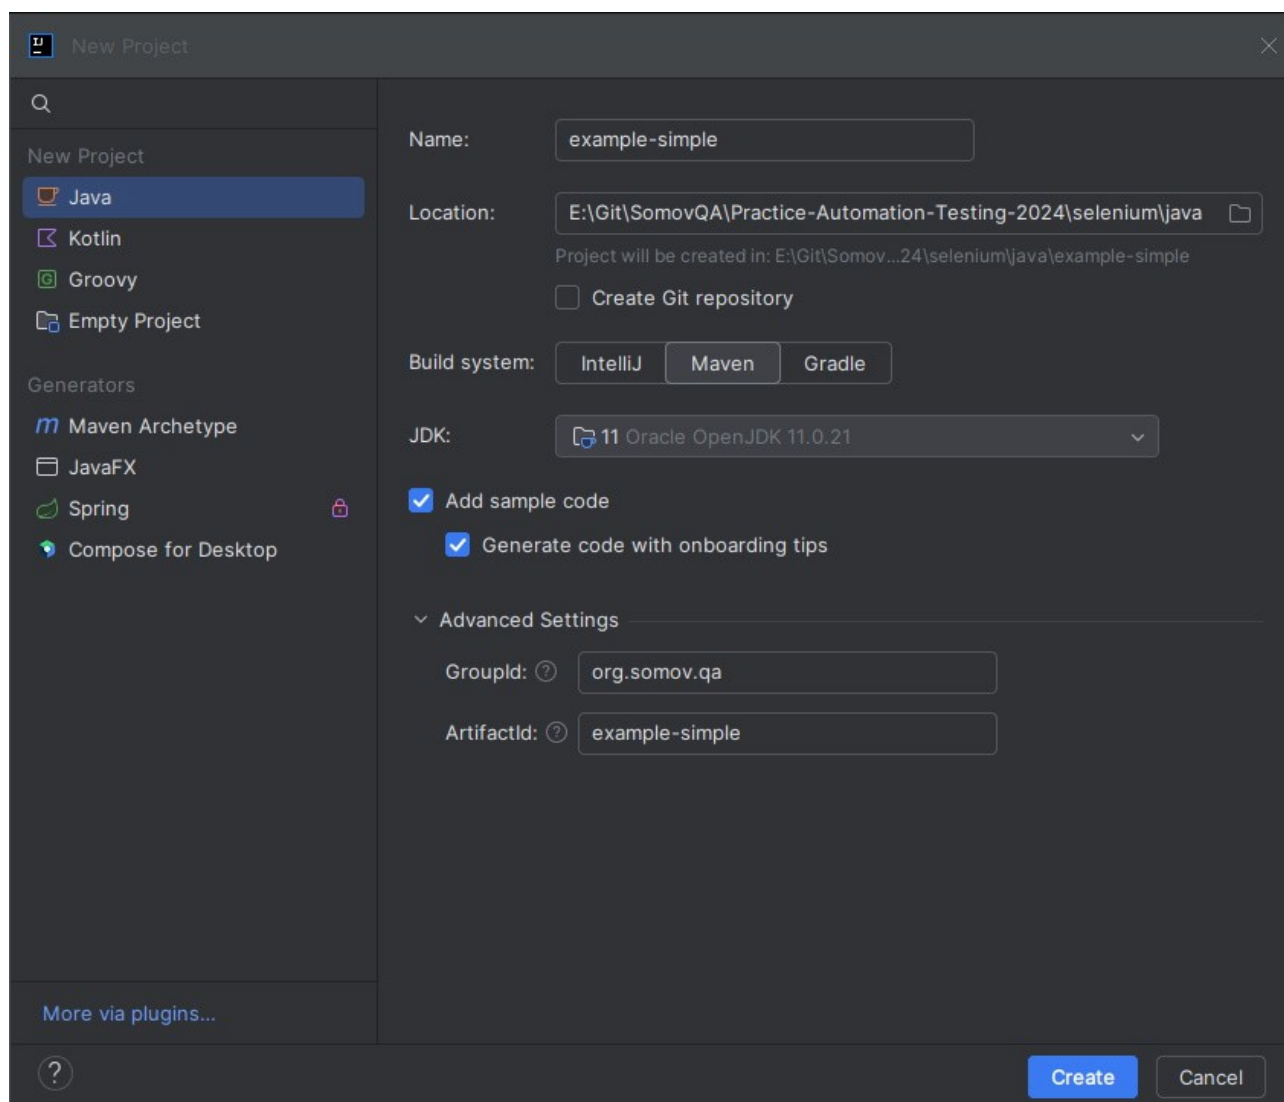 New Project
New Project
Java
Kotlin
Groovy
Empty Project
Generators
m Maven Archetype
JavaFX
Spring
Compose for Desktop
More via plugins...
Name: example-simple
Location: E:\Git\SomovQA\Practice-Automation-Testing-2024\selenium\java
Project will be created in: E:\Git\Somov...24\selenium\java\example-simple
Create Git repository
Build system: IntelliJ Maven Gradle
JDK: 11 Oracle OpenJDK 11.0.21
Add sample code
Generate code with onboarding tips
Advanced Settings
GroupId: ? org.somov.qa
ArtifactId: ? example-simple
? Create Cancel